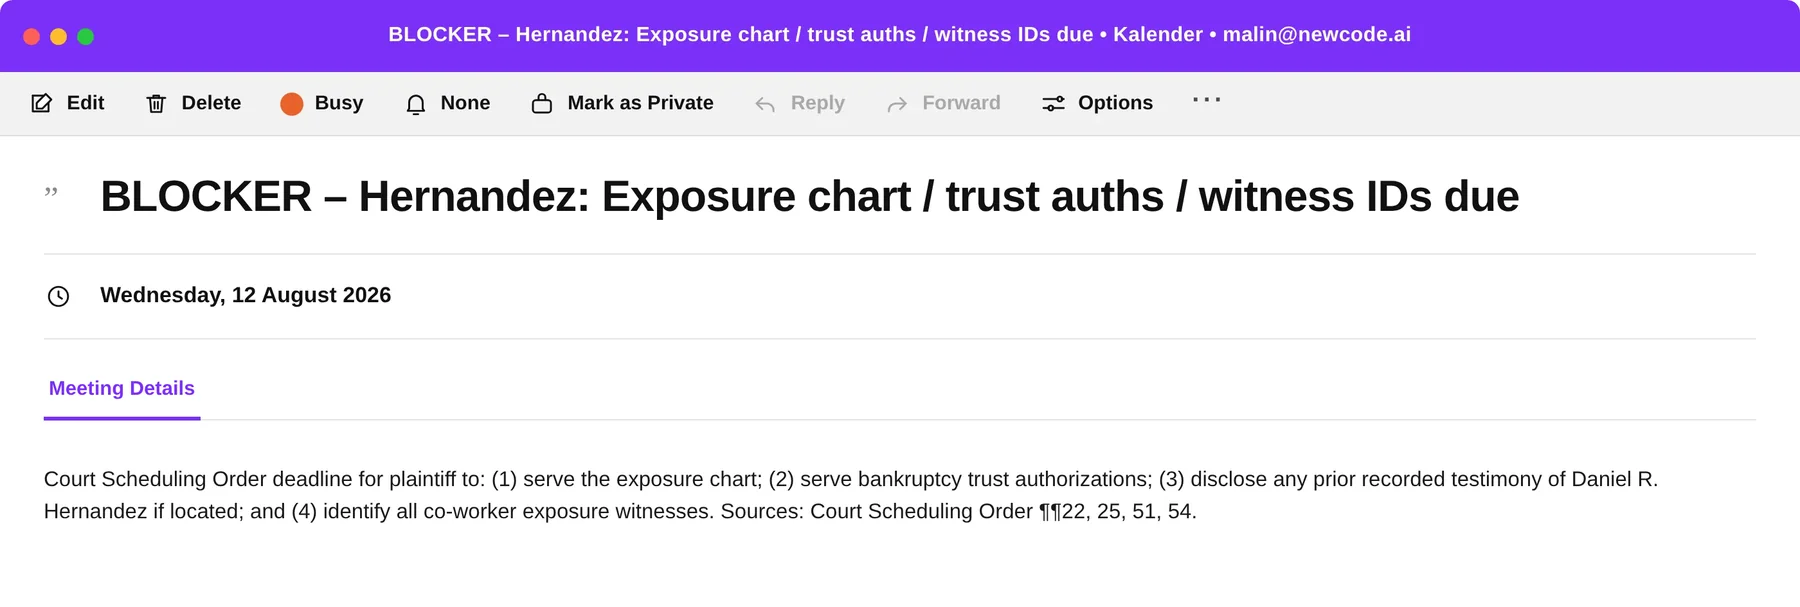 BLOCKER – Hernandez: Exposure chart / trust auths / witness IDs due • Kalender • malin@newcode.ai
Edit Delete Busy None Mark as Private Reply Forward Options ···
” BLOCKER – Hernandez: Exposure chart / trust auths / witness IDs due
Wednesday, 12 August 2026
Meeting Details
Court Scheduling Order deadline for plaintiff to: (1) serve the exposure chart; (2) serve bankruptcy trust authorizations; (3) disclose any prior recorded testimony of Daniel R.
Hernandez if located; and (4) identify all co-worker exposure witnesses. Sources: Court Scheduling Order ¶¶22, 25, 51, 54.